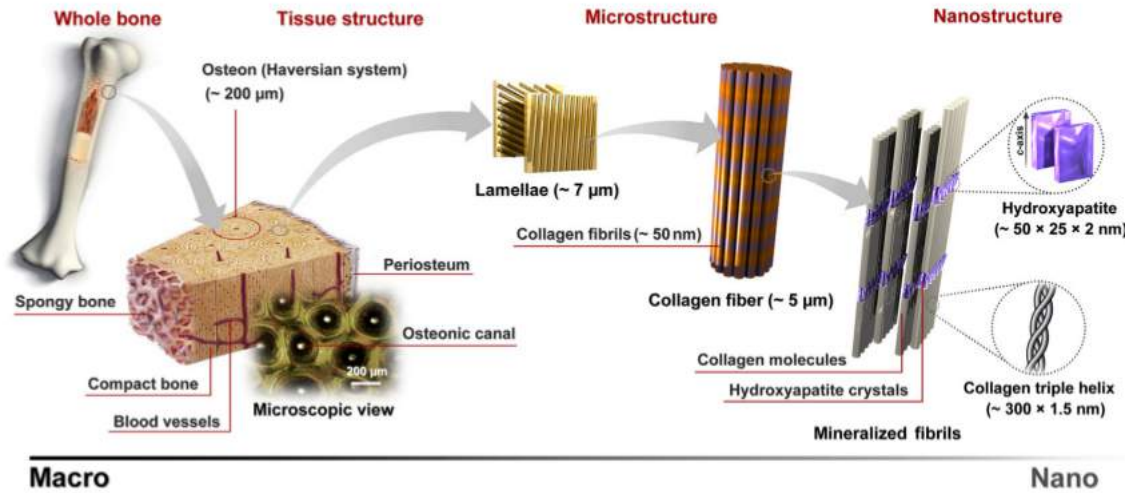 Whole bone
Tissue structure
Microstructure
Nanostructure
Osteon (Haversian system)
(~ 200 µm)
Lamellae (~ 7 µm)
Collagen fibrils (~ 50 nm)
Collagen fiber (~ 5 µm)
c-axis
Hydroxyapatite
(~ 50 × 25 × 2 nm)
Periosteum
Spongy bone
Osteonic canal
Compact bone
200 µm
Blood vessels
Microscopic view
Collagen molecules
Hydroxyapatite crystals
Mineralized fibrils
Collagen triple helix
(~ 300 × 1.5 nm)
Macro
Nano